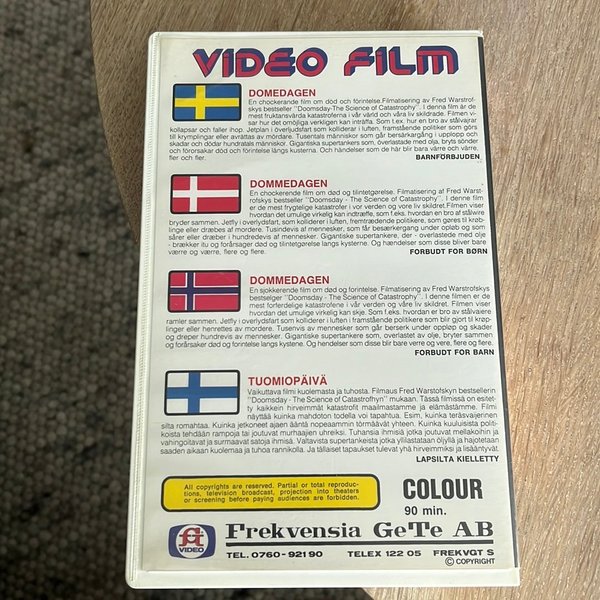 VIDEO FILM
DOMEDAGEN
En chockerande film om död och förintelse. Filmatisering av Fred Warstrof-
skys bestseller "Doomsday-The Science of Catastrophy". I denna film är de
mest fruktansvärda katastroferna i vår värld och våra liv skildrade. Filmen vi-
sar hur det omöjliga verkligen kan inträffa. Som t.ex. hur en bro av stålvajrar
kollapsar och faller ihop. Jetplan i överljudsfart som kolliderar i luften, framstående politiker som görs
till krymplingar eller avrättas av mördare. Tusentals människor som går bersärkargång i upplopp och
skadar och dödar hundratals människor. Gigantiska supertankers som, överlastade med olja, bryts sönder
och förorsakar död och förintelse längs kusterna. Och händelser som de här blir bara värre och värre,
fler och fler.
BARNFÖRBJUDEN
DOMMEDAGEN
En chockerende film om død og tilintetgørelse. Filmatisering af Fred Warstrof-
skys bestseller "Doomsday - The Science of Catastrophy". I denne film
er de mest frygtelige katastrofer i vor verden og vore liv skildret. Filmen viser
hvordan det umulige virkelig kan indtræffe, som f.eks. hvordan en bro af stålwire
bryder sammen. Jetfly i overlydsfart, som kolliderer i luften, fremstående politikere, som gøres til krøb-
linge eller dræbes af mordere. Tusindevis af mennesker, som får besærkergang under opløb og som
sårer eller dræber i hundredevis af mennesker. Gigantiske supertankere, der - overlastede med olje
- brækker itu og forårsager død og tilintetgørelse langs kysterne. Og hændelser som disse bliver bare
værre og værre, flere og flere.
FORBUDT FOR BØRN
DOMMEDAGEN
En sjokkerende film om død og forintelse. Filmatisering av Fred Warstrofskys
bestselger "Doomsday - The Science of Catastrophy". I denne filmen er de
mest forferdelige katastrofene i vår verden og våre liv skildret. Filmen viser
hvordan det umulige virkelig kan skje. Som f.eks. hvordan en bro av stålvaiere
ramler sammen. Jetfly i overlydsfart som kolliderer i luften, framstående politikere som blir gjort til krøp-
linger eller henrettes av mordere. Tusenvis av mennesker som går berserk under oppløp og skader
og dreper hundrevis av mennesker. Gigantiske supertankere som, overlastet av olje, bryter sammen
og forårsaker død og forintelse langs kystene. Og hendelser som disse blir bare verre og vere, flere og flere.
FORBUDT FOR BARN
TUOMIOPÄIVÄ
Vaikuttava filmi kuolemasta ja tuhosta. Filmaus Fred Warstofskyn bestsellerin
"Doomsday - The Science of Catastrofhyn" mukaan. Tässä filmissä on esitet-
ty kaikkein hirveimmät katastrofit maailmastamme ja elämästämme. Filmi
näyttää kuinka mahdoton todella voi tapahtua. Esim, kuinka teräsvaijerinen
silta romahtaa. Kuinka jetkoneet ajaen ääntä nopeaammin törmäävät yhteen. Kuinka kuuluisista politi-
koista tehdään rampoja tai joutuvat murhaajien uhreiksi. Tuhansia ihmisiä jotka joutuvat mellakoihin ja
vahingoitavat ja surmaavat satoja ihmisiä. Valtavista supertankeista jotka ylilastataan öljyllä ja hajotetaan
saaden aikaan kuolemaa ja tuhoa rannikolla. Ja tällaiset tapaukset tulevat yhä hirveimmiksi ja lisääntyvät.
LAPSILTA KIELLETTY
All copyrights are reserved. Partial or total reproduc-
tions, television broadcast, projection into theaters
or screening before paying audiences are forbidden.
COLOUR
90 min.
VIDEO
Frekvensia GeTe AB
TEL. 0760-921 90 TELEX 122 05 FREKVGT S
© COPYRIGHT